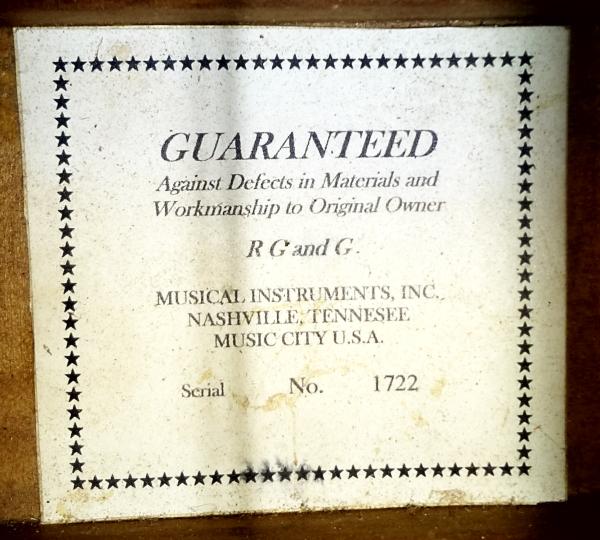 GUARANTEED
Against Defects in Materials and
Workmanship to Original Owner
R G and G.
MUSICAL INSTRUMENTS, INC.
NASHVILLE, TENNESEE
MUSIC CITY U.S.A.
Serial No. 1722